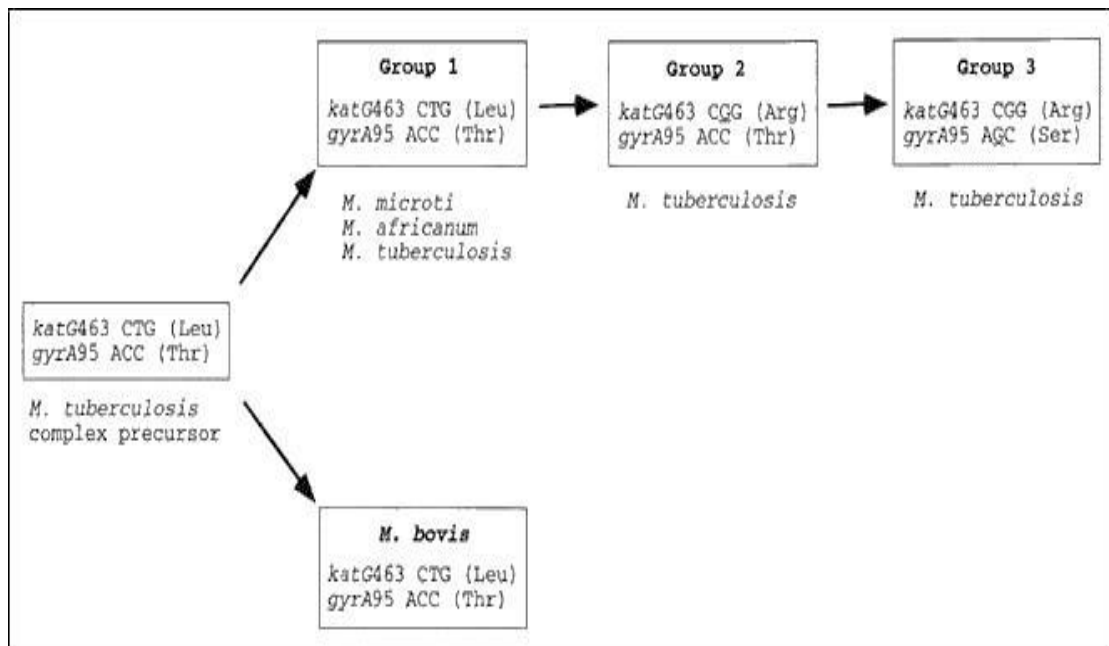 Group 1
katG463 CTG (Leu)
gyrA95 ACC (Thr)
M. microti
M. africanum
M. tuberculosis
Group 2
katG463 CGG (Arg)
gyrA95 ACC (Thr)
M. tuberculosis
Group 3
katG463 CGG (Arg)
gyrA95 AGC (Ser)
M. tuberculosis
katG463 CTG (Leu)
gyrA95 ACC (Thr)
M. tuberculosis
complex precursor
M. bovis
katG463 CTG (Leu)
gyrA95 ACC (Thr)